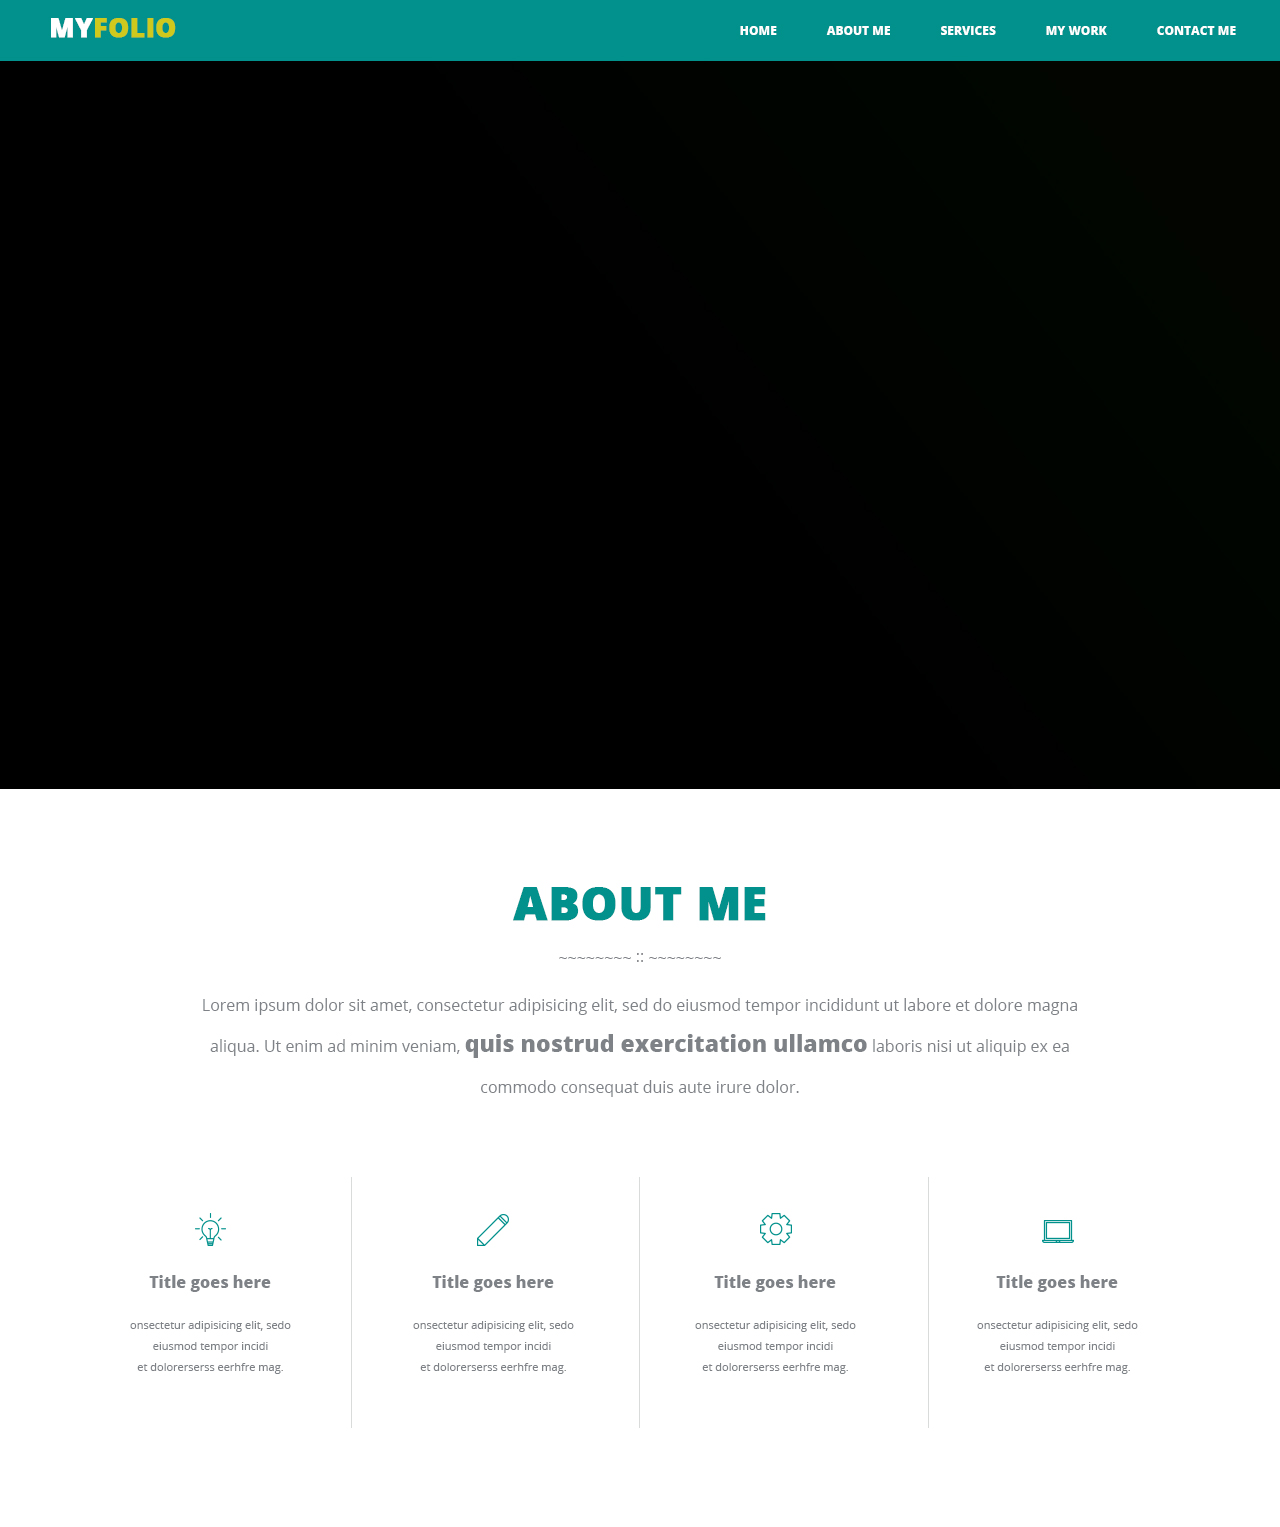 MYFOLIO
HOME ABOUT ME SERVICES MY WORK CONTACT ME
ABOUT ME
~~~~~~~~ :: ~~~~~~~~
Lorem ipsum dolor sit amet, consectetur adipisicing elit, sed do eiusmod tempor incididunt ut labore et dolore magna
aliqua. Ut enim ad minim veniam, quis nostrud exercitation ullamco laboris nisi ut aliquip ex ea
commodo consequat duis aute irure dolor.
Title goes here
onsectetur adipisicing elit, sedo
eiusmod tempor incidi
et dolorerserss eerhfre mag.
Title goes here
onsectetur adipisicing elit, sedo
eiusmod tempor incidi
et dolorerserss eerhfre mag.
Title goes here
onsectetur adipisicing elit, sedo
eiusmod tempor incidi
et dolorerserss eerhfre mag.
Title goes here
onsectetur adipisicing elit, sedo
eiusmod tempor incidi
et dolorerserss eerhfre mag.